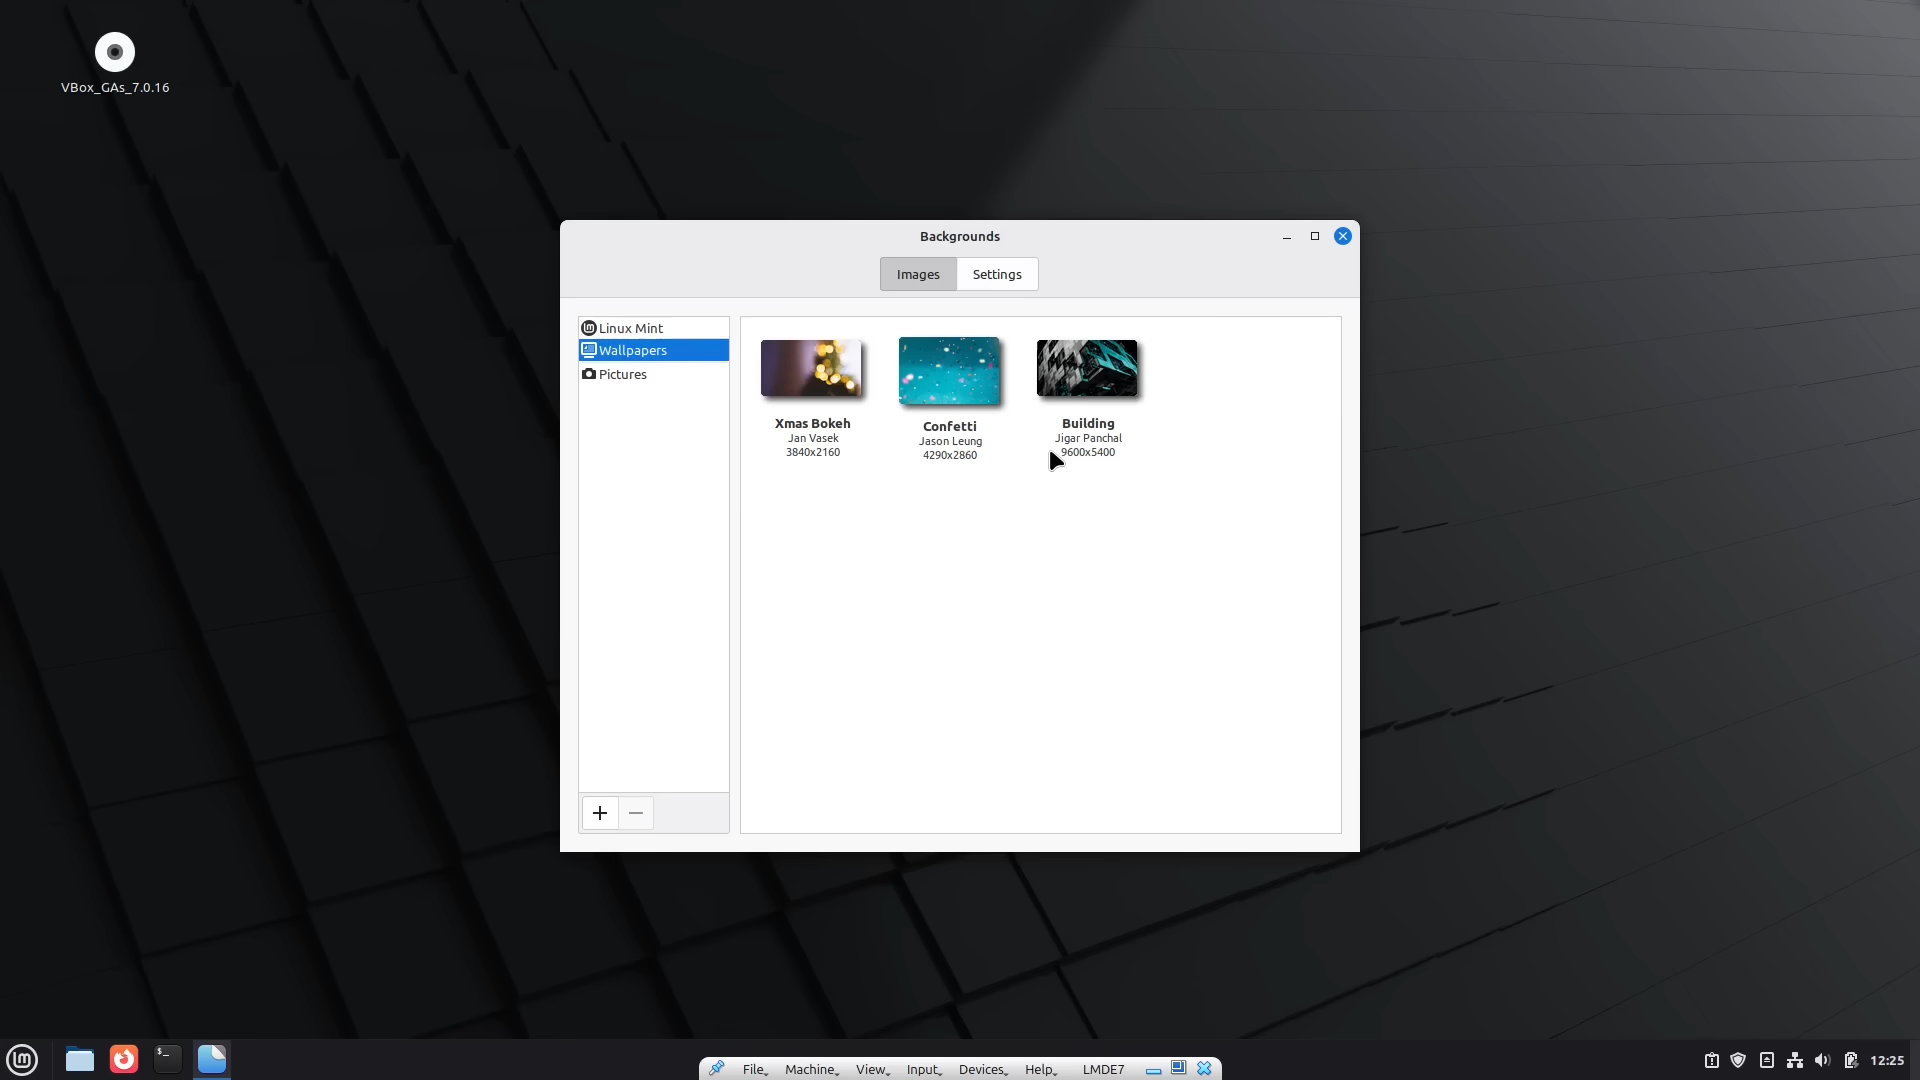 VBox_GAs_7.0.16
Backgrounds
Images Settings
Linux Mint
Wallpapers
Pictures
Xmas Bokeh
Jan Vasek
3840x2160
Confetti
Jason Leung
4290x2860
Building
Jigar Panchal
9600x5400
$_
File Machine View Input Devices Help LMDE7
12:25